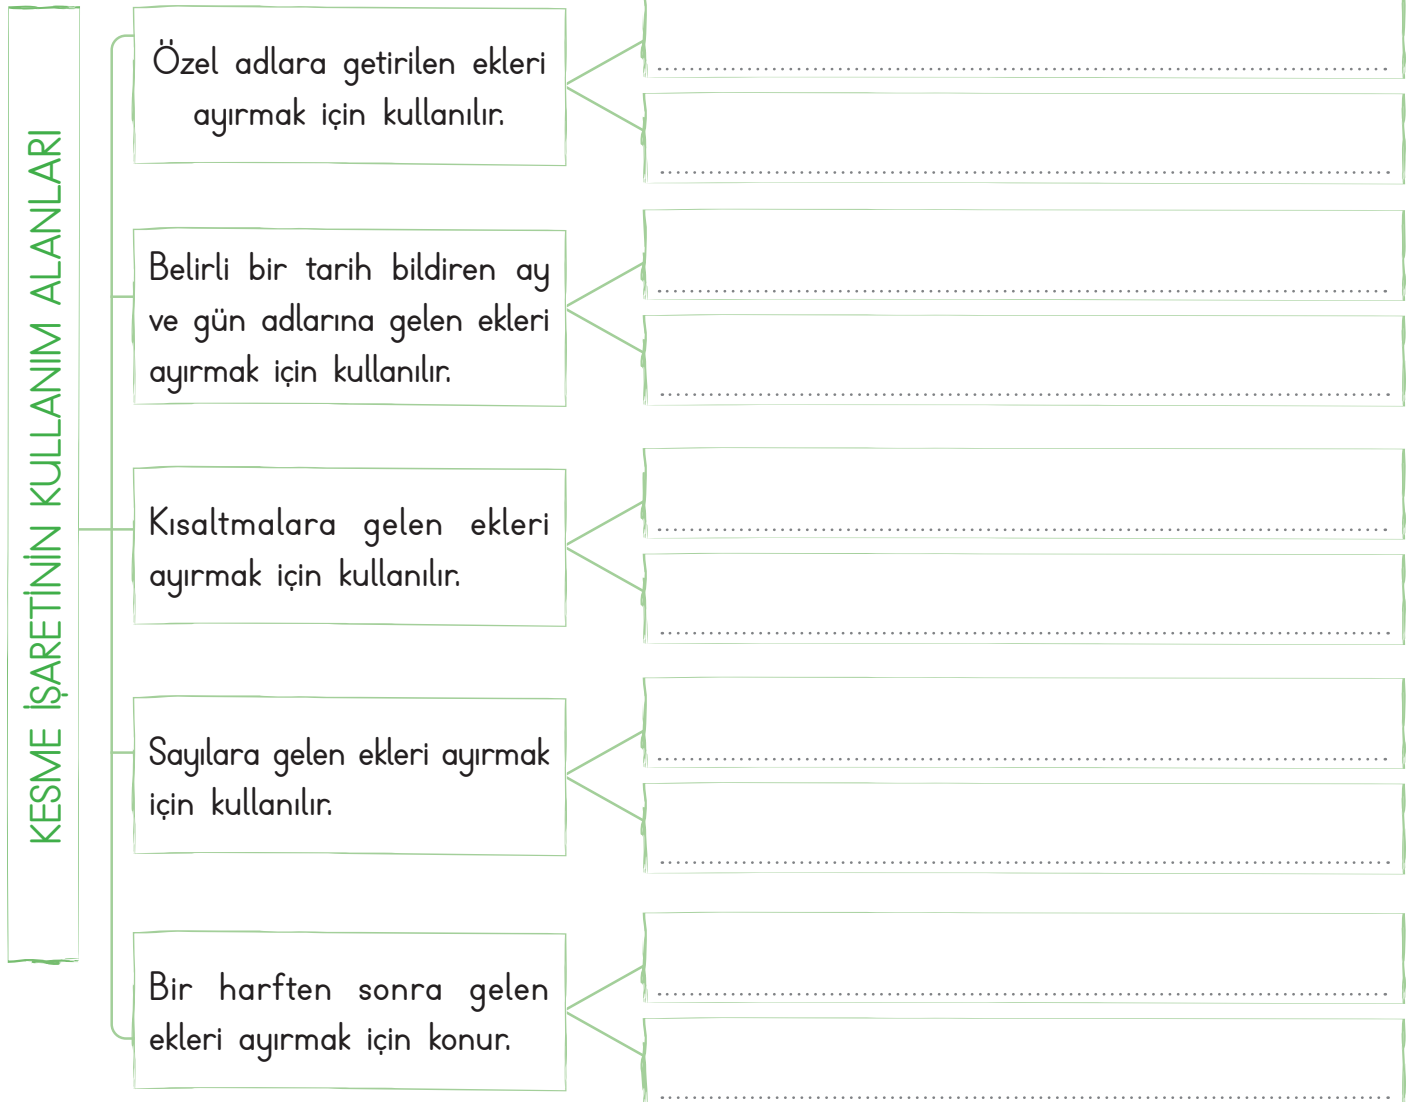 KESME İŞARETİNİN KULLANIM ALANLARI
Özel adlara getirilen ekleri
ayırmak için kullanılır.
Belirli bir tarih bildiren ay
ve gün adlarına gelen ekleri
ayırmak için kullanılır.
Kısaltmalara gelen ekleri
ayırmak için kullanılır.
Sayılara gelen ekleri ayırmak
için kullanılır.
Bir harften sonra gelen
ekleri ayırmak için konur.